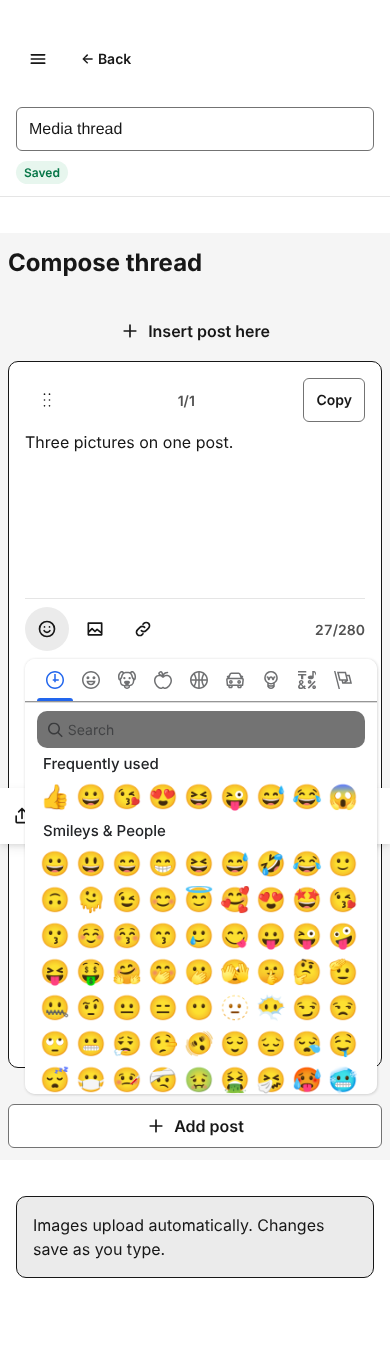 Back
Media thread
Saved
Compose thread
Insert post here
1/1
Copy
Three pictures on one post.
27/280
Search
Frequently used
Smileys & People
Add post
Images upload automatically. Changes
save as you type.